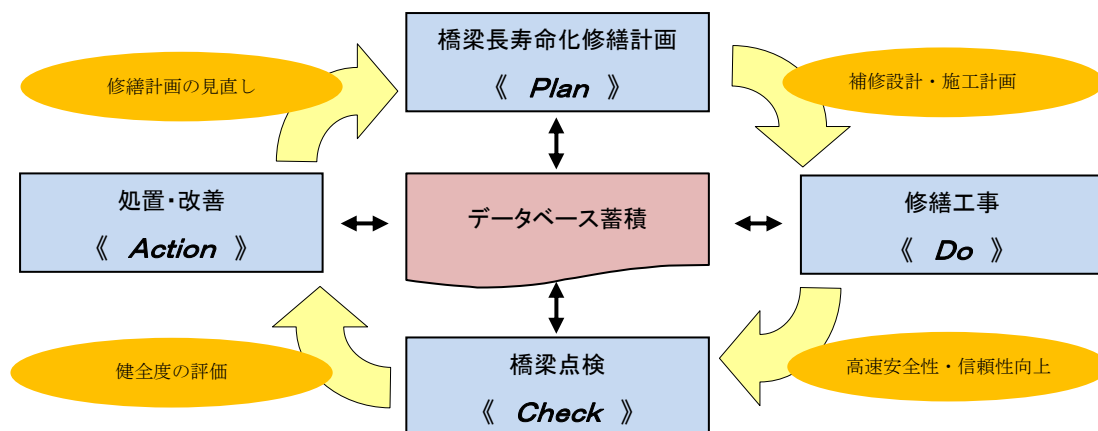 橋梁長寿命化修繕計画
《 Plan 》
修繕計画の見直し
補修設計・施工計画
処置・改善
《 Action 》
データベース蓄積
修繕工事
《 Do 》
健全度の評価
橋梁点検
《 Check 》
高速安全性・信頼性向上